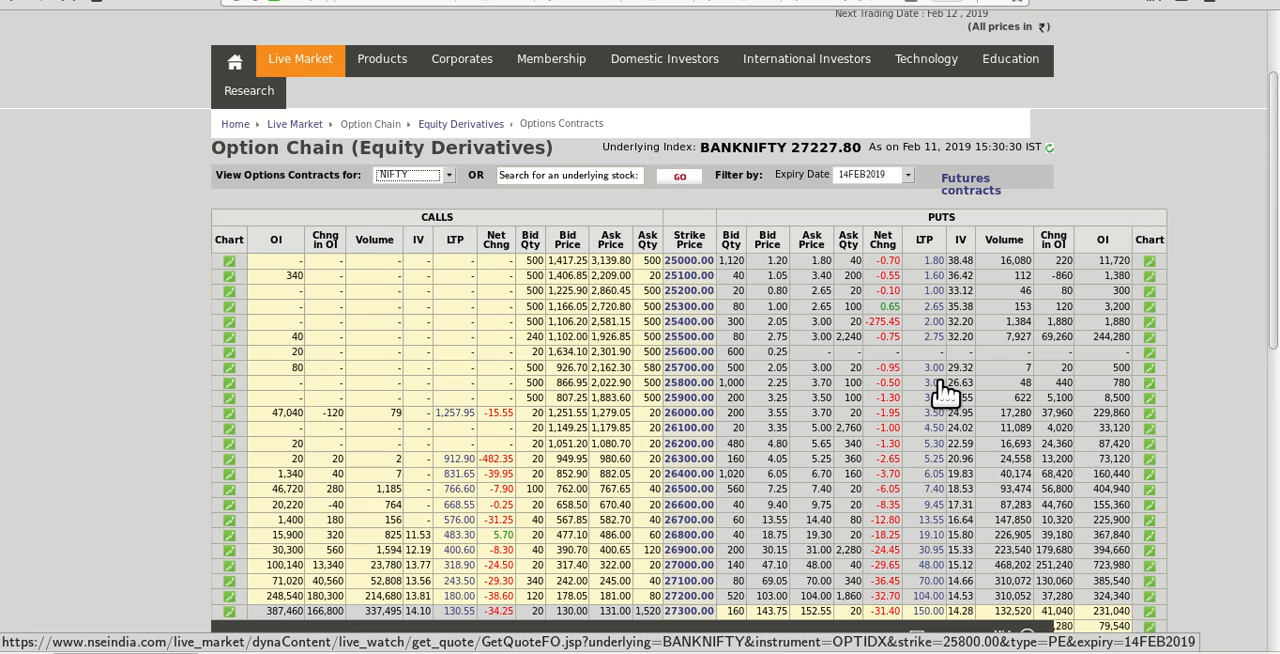 Next Trading Date : Feb 12 , 2019
(All prices in ₹)
Live Market Products Corporates Membership Domestic Investors International Investors Technology Education
Research
Home Live Market Option Chain Equity Derivatives Options Contracts
Option Chain (Equity Derivatives) Underlying Index: BANKNIFTY 27227.80 As on Feb 11, 2019 15:30:30 IST
View Options Contracts for: NIFTY OR Search for an underlying stock: GO Filter by: Expiry Date 14FEB2019 Futures
contracts
CALLS PUTS
Chart OI Chng in OI Volume IV LTP Net Chng Bid Qty Bid Price Ask Price Ask Qty Strike Price Bid Qty Bid Price Ask Price Ask Qty Net Chng LTP IV Volume Chng in OI OI Chart
- - - - - - 500 1,417.25 3,139.80 500 25000.00 1,120 1.20 1.80 40 -0.70 1.80 38.48 16,080 220 11,720
340 - - - - - 500 1,406.85 2,209.00 20 25100.00 40 1.05 3.40 200 -0.55 1.60 36.42 112 -860 1,380
- - - - - - 500 1,225.90 2,860.45 500 25200.00 20 0.80 2.65 20 -0.10 1.00 33.12 46 80 300
- - - - - - 500 1,166.05 2,720.80 500 25300.00 80 1.00 2.65 100 0.65 2.65 35.38 153 120 3,200
- - - - - - 500 1,106.20 2,581.15 500 25400.00 300 2.05 3.00 20 -275.45 2.00 32.20 1,384 1,880 1,880
40 - - - - - 240 1,102.00 1,926.85 500 25500.00 80 2.75 3.00 2,240 -0.75 2.75 32.20 7,927 69,260 244,280
20 - - - - - 20 1,634.10 2,301.90 500 25600.00 600 0.25 - - - - - - - -
80 - - - - - 500 926.70 2,162.30 580 25700.00 500 2.05 3.00 20 -0.95 3.00 29.32 7 20 500
- - - - - - 500 866.95 2,022.90 500 25800.00 1,000 2.25 3.70 100 -0.50 26.63 48 440 780
- - - - - - 500 807.25 1,883.60 500 25900.00 200 3.25 3.50 100 -1.30 622 5,100 8,500
47,040 -120 79 - 1,257.95 -15.55 20 1,251.55 1,279.05 20 26000.00 200 3.55 3.70 20 -1.95 3.50 24.95 17,280 37,960 229,860
- - - - - - 20 1,149.25 1,179.85 20 26100.00 20 3.35 5.00 2,760 -1.00 4.50 24.02 11,089 4,020 33,120
20 - - - - - 20 1,051.20 1,080.70 20 26200.00 480 4.80 5.65 340 -1.30 5.30 22.59 16,693 24,360 87,420
20 20 2 - 912.90 -482.35 20 949.95 980.60 20 26300.00 160 4.05 5.25 360 -2.65 5.25 20.96 24,558 13,200 73,120
1,340 40 7 - 831.65 -39.95 20 852.90 882.05 20 26400.00 1,020 6.05 6.70 160 -3.70 6.05 19.83 40,174 68,420 160,440
46,720 280 1,185 - 766.60 -7.90 100 762.00 767.65 40 26500.00 560 7.25 7.40 20 -6.05 7.40 18.53 93,474 56,800 404,940
20,220 -40 764 - 668.55 -0.25 20 658.50 670.40 20 26600.00 40 9.40 9.75 20 -8.35 9.45 17.31 87,283 44,760 155,360
1,400 180 156 - 576.00 -31.25 40 567.85 582.70 40 26700.00 60 13.55 14.40 80 -12.80 13.55 16.64 147,850 10,320 225,900
15,900 320 825 11.53 483.30 5.70 20 477.10 486.00 60 26800.00 40 18.75 19.30 20 -18.25 19.10 15.80 226,905 39,180 367,840
30,300 560 1,594 12.19 400.60 -8.30 40 390.70 400.65 120 26900.00 200 30.15 31.00 2,280 -24.45 30.95 15.33 223,540 179,680 394,660
100,140 13,340 23,780 13.77 318.90 -24.50 20 317.40 322.00 20 27000.00 140 47.10 48.00 40 -29.65 48.00 15.12 468,202 251,240 973,580
71,020 40,560 52,808 13.56 243.50 -29.30 340 242.00 245.00 40 27100.00 80 69.05 70.00 340 -36.45 70.00 14.66 310,072 130,060 385,540
248,540 180,300 214,680 13.81 180.00 -38.60 120 178.05 181.00 80 27200.00 520 103.00 104.00 1,860 -32.70 104.00 14.53 310,052 37,280 324,340
387,460 166,800 337,495 14.10 130.55 -34.25 20 130.00 131.00 1,520 27300.00 160 143.75 152.55 20 -31.40 150.00 14.28 132,520 41,040 231,040
79,540
https://www.nseindia.com/live_market/dynaContent/live_watch/get_quote/GetQuoteFO.jsp?underlying=BANKNIFTY&instrument=OPTIDX&strike=25800.00&type=PE&expiry=14FEB2019